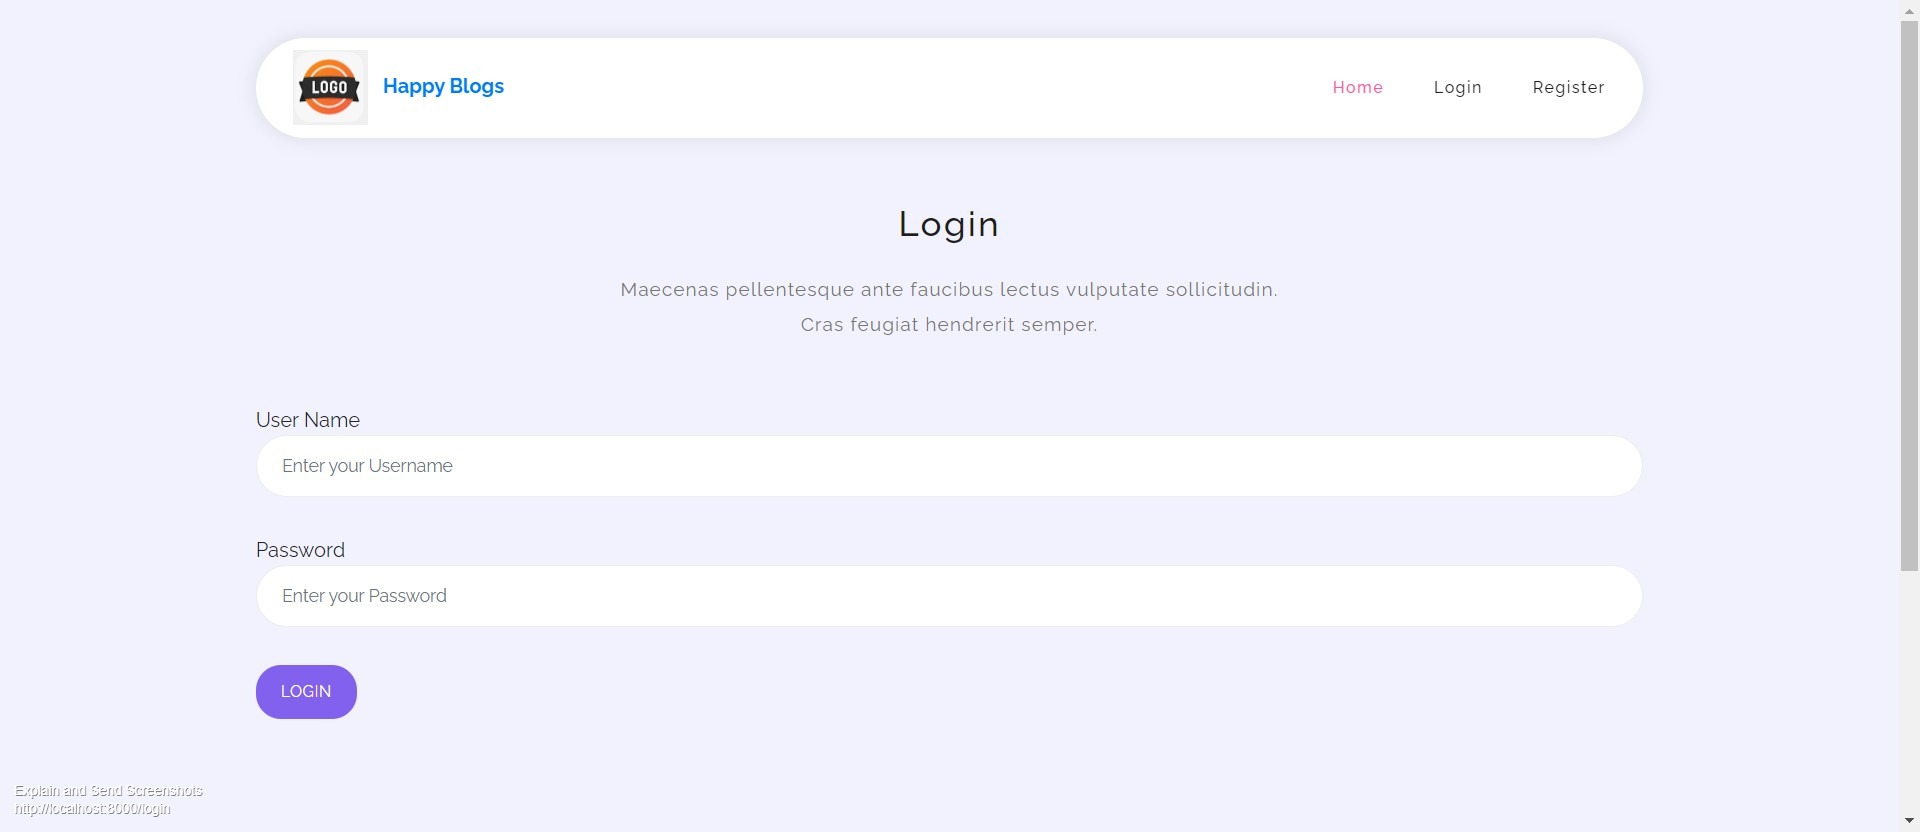 LOGO
Happy Blogs
Home
Login
Register
Login
Maecenas pellentesque ante faucibus lectus vulputate sollicitudin.
Cras feugiat hendrerit semper.
User Name
Enter your Username
Password
Enter your Password
LOGIN
Explain and Send Screenshots
http://localhost:8000/login